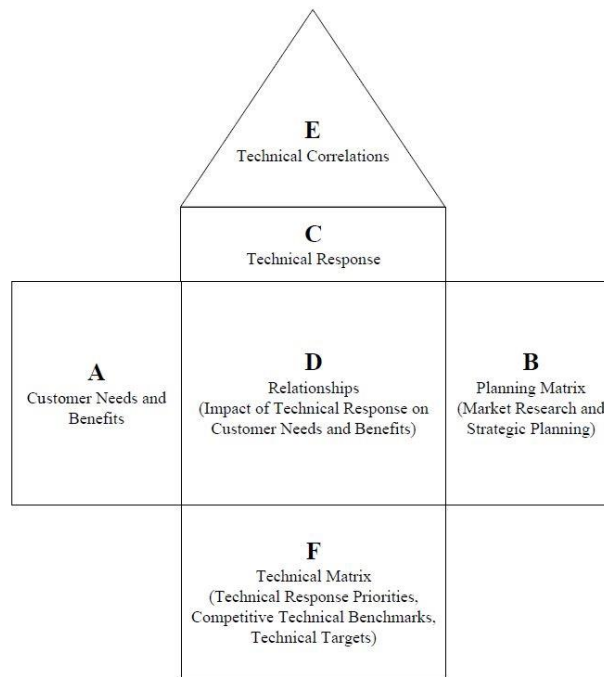 E
Technical Correlations
C
Technical Response
A
Customer Needs and
Benefits
D
Relationships
(Impact of Technical Response on
Customer Needs and Benefits)
B
Planning Matrix
(Market Research and
Strategic Planning)
F
Technical Matrix
(Technical Response Priorities,
Competitive Technical Benchmarks,
Technical Targets)